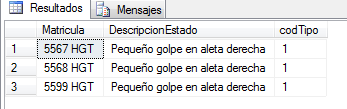 Resultados Mensajes
Matricula DescripcionEstado codTipo
1 5567 HGT Pequeño golpe en aleta derecha 1
2 5568 HGT Pequeño golpe en aleta derecha 1
3 5599 HGT Pequeño golpe en aleta derecha 1